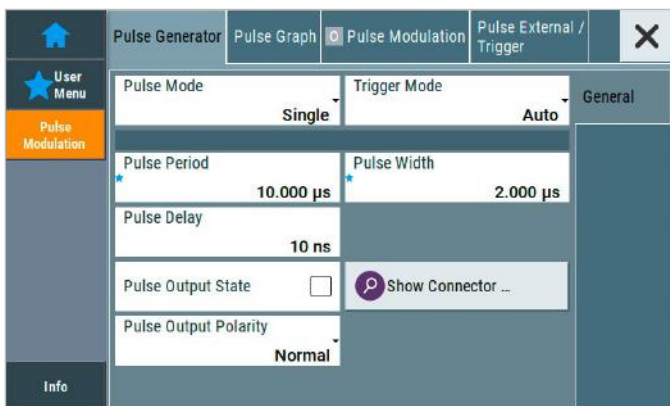 Pulse Generator
Pulse Graph
0 Pulse Modulation
Pulse External /
Trigger
User
Menu
Pulse
Modulation
Info
Pulse Mode
Single
Trigger Mode
Auto
General
Pulse Period
10.000 µs
Pulse Width
2.000 µs
Pulse Delay
10 ns
Pulse Output State
Show Connector ...
Pulse Output Polarity
Normal